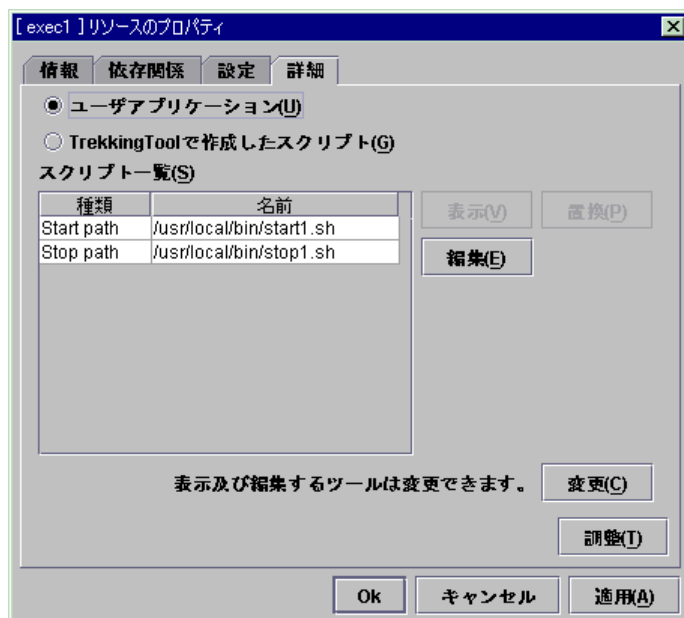 [ exec1 ]リソースのプロパティ
情報 依存関係 設定 詳細
ユーザアプリケーション(U)
TrekkingToolで作成したスクリプト(G)
スクリプト一覧(S)
種類 名前
Start path /usr/local/bin/start1.sh
Stop path /usr/local/bin/stop1.sh
表示(V) 置換(P)
編集(E)
表示及び編集するツールは変更できます。 変更(C)
調整(T)
Ok キャンセル 適用(A)